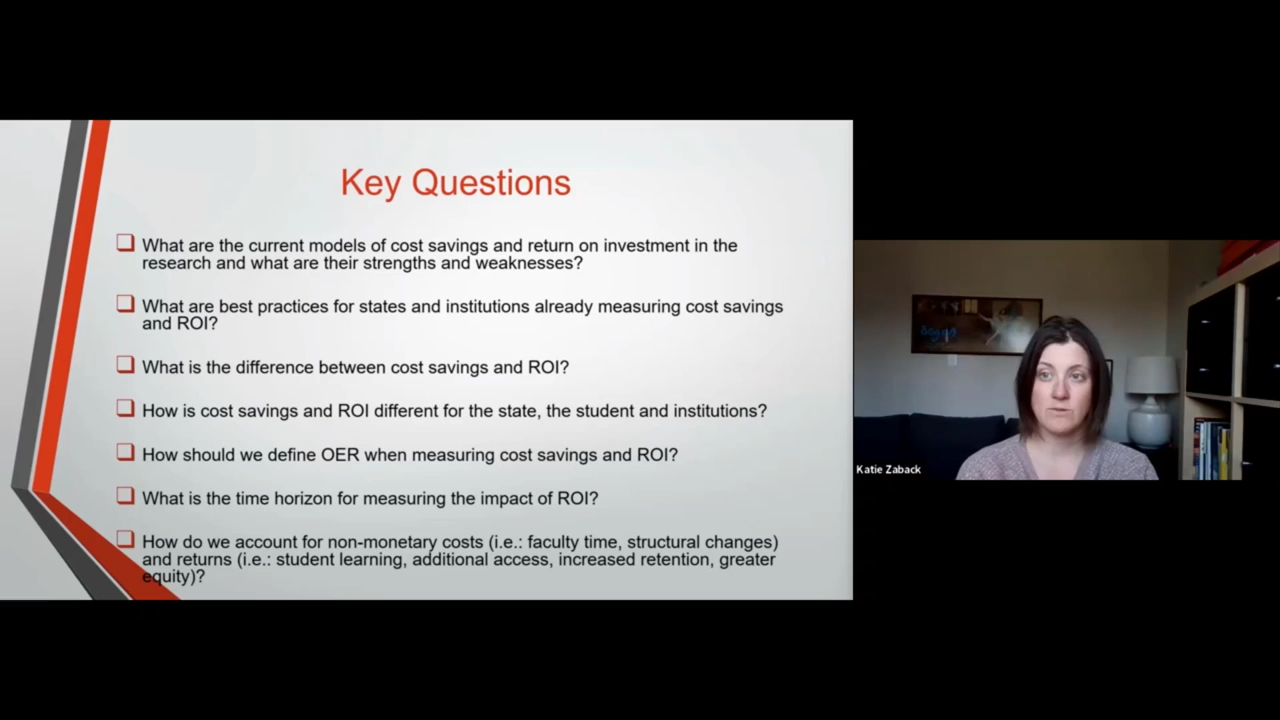 Key Questions
What are the current models of cost savings and return on investment in the
research and what are their strengths and weaknesses?
What are best practices for states and institutions already measuring cost savings
and ROI?
What is the difference between cost savings and ROI?
How is cost savings and ROI different for the state, the student and institutions?
How should we define OER when measuring cost savings and ROI?
What is the time horizon for measuring the impact of ROI?
How do we account for non-monetary costs (i.e.: faculty time, structural changes)
and returns (i.e.: student learning, additional access, increased retention, greater
equity)?
Katie Zaback